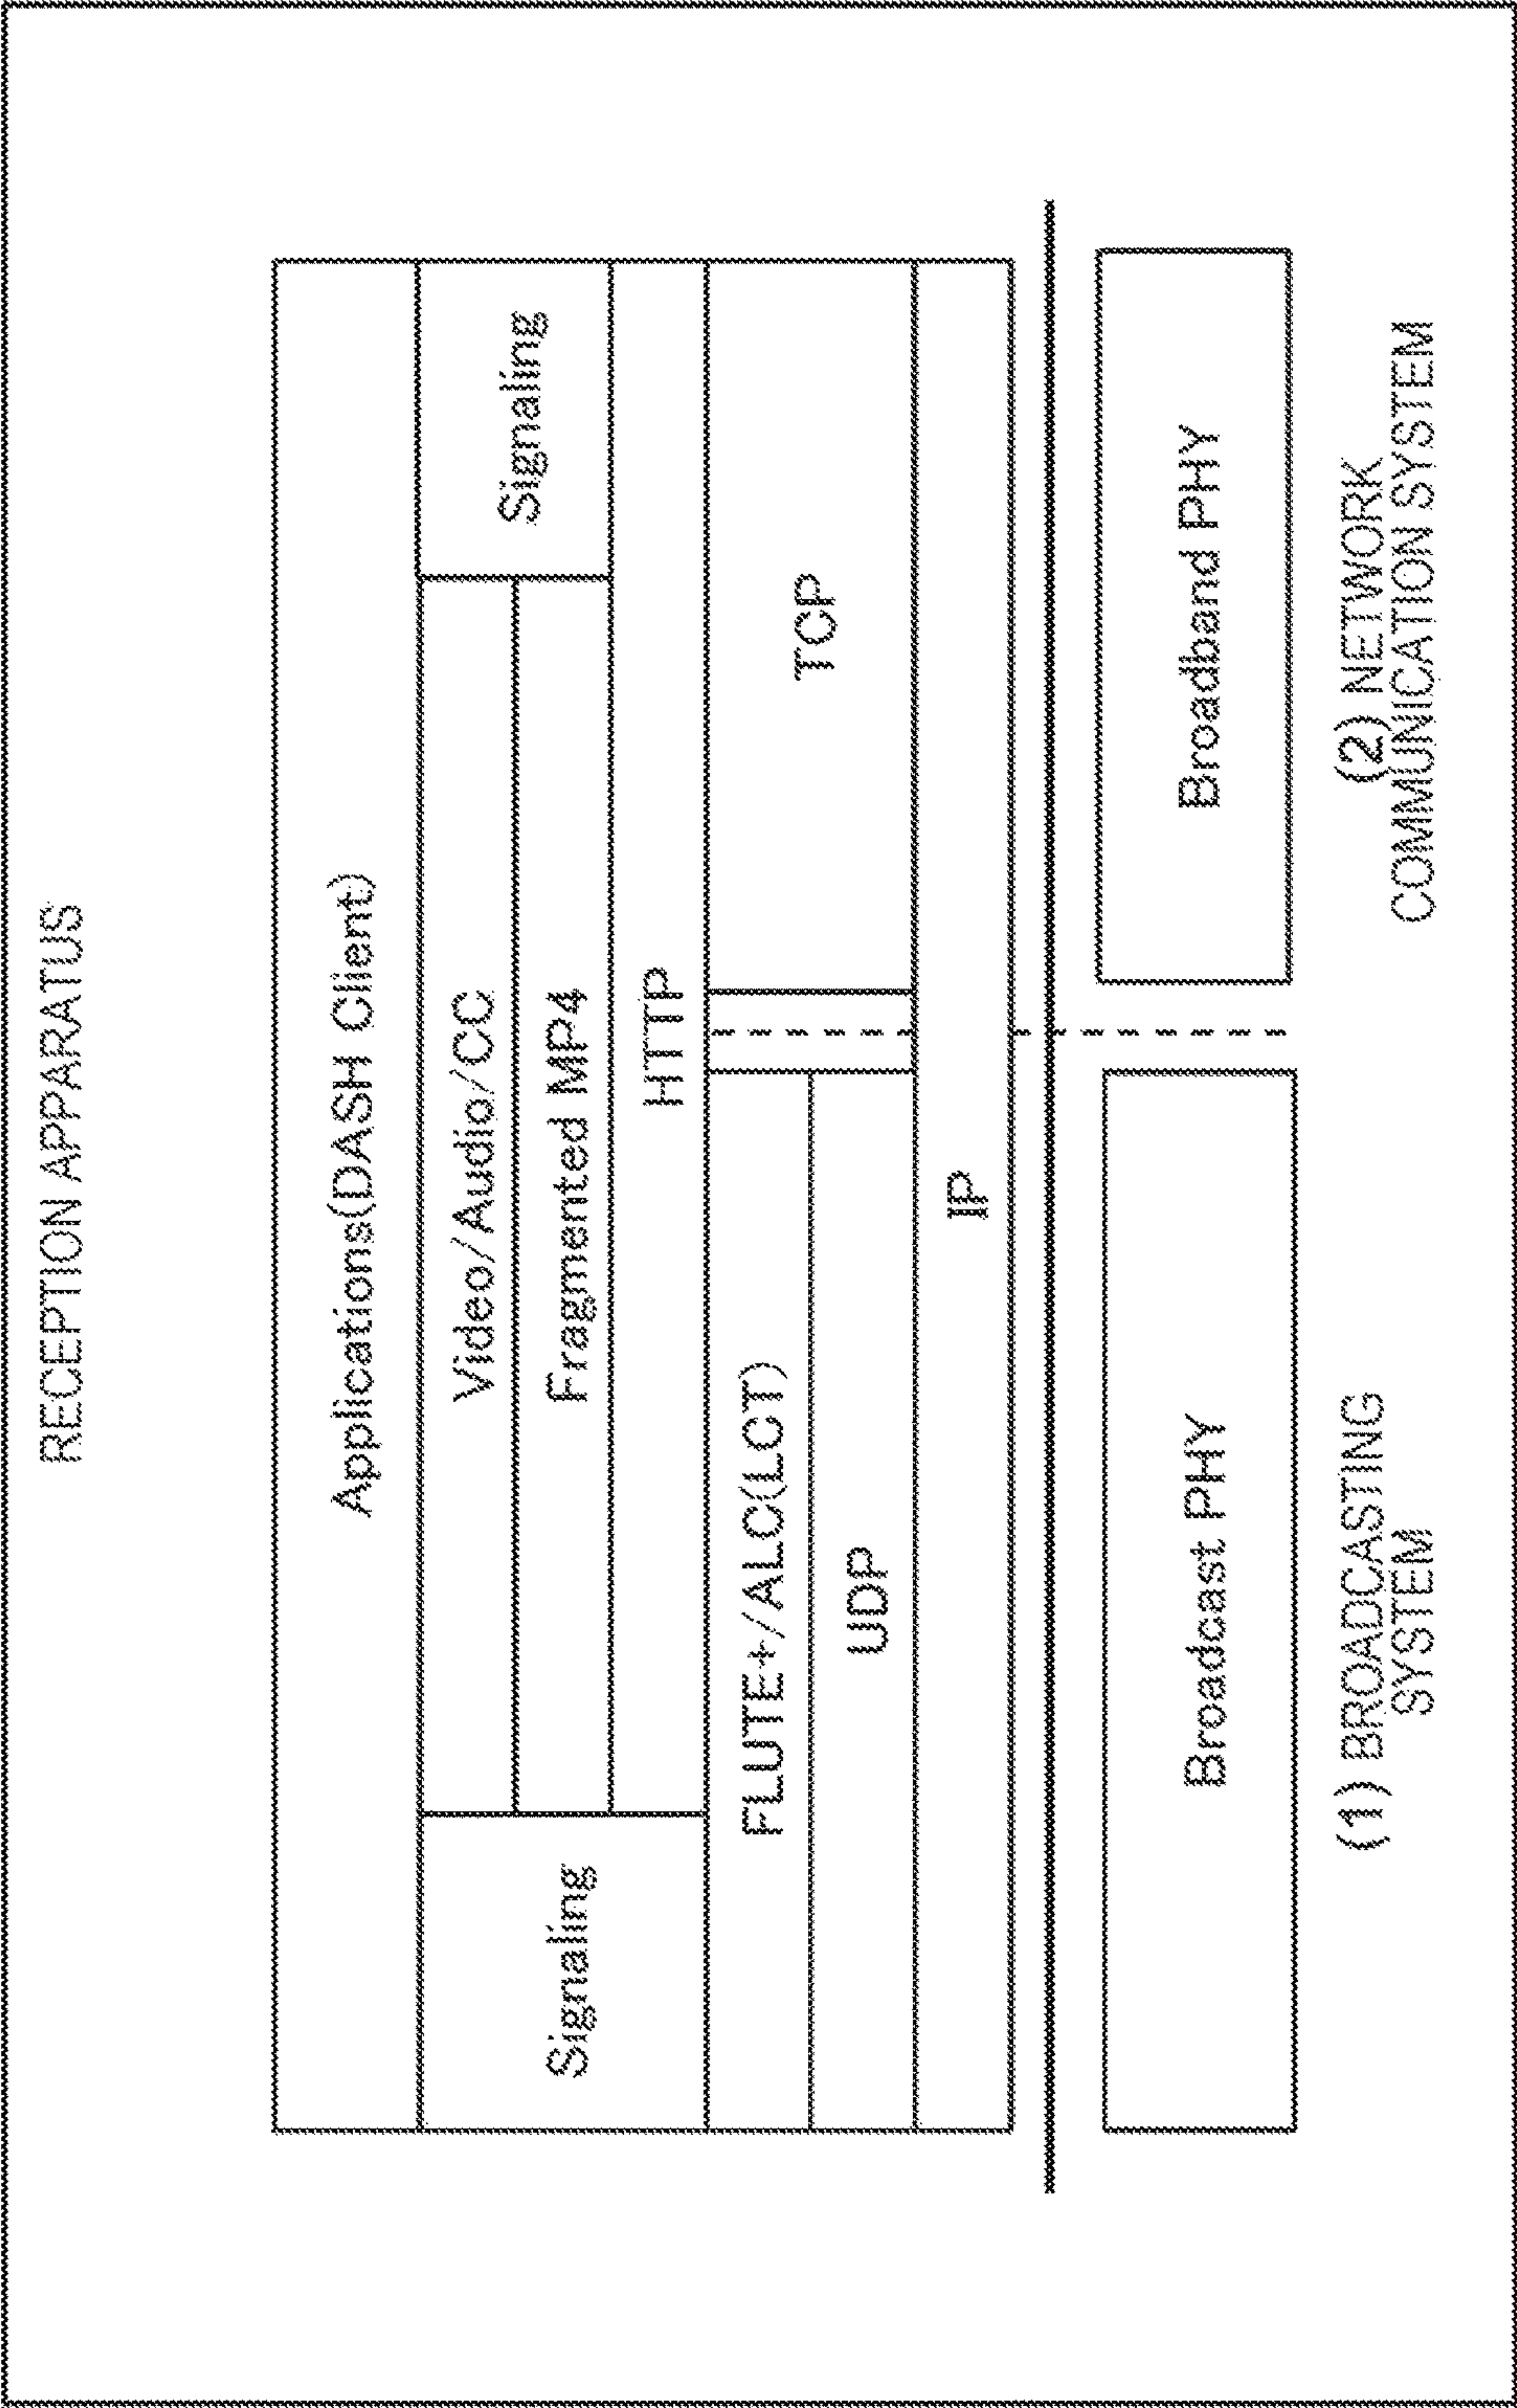 RECEPTION APPARATUS
Applications(DASH Client)
Signaling
Video/Audio/CC
Signaling
Fragmented MP4
HTTP
FLUTE+/ALC(LCT)
TCP
UDP
IP
Broadcast PHY
Broadband PHY
(1) BROADCASTING
SYSTEM
(2) NETWORK
COMMUNICATION SYSTEM